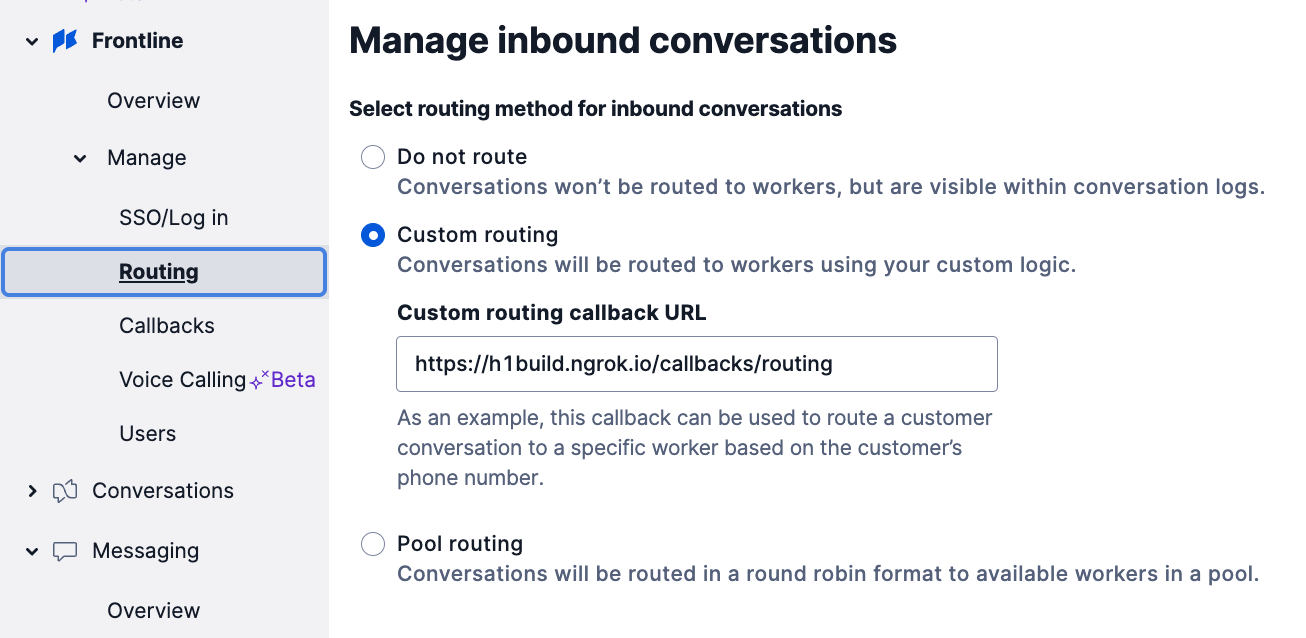 Frontline
Overview
Manage
SSO/Log in
Routing
Callbacks
Voice Calling Beta
Users
Conversations
Messaging
Overview
Manage inbound conversations
Select routing method for inbound conversations
Do not route
Conversations won’t be routed to workers, but are visible within conversation logs.
Custom routing
Conversations will be routed to workers using your custom logic.
Custom routing callback URL
https://h1build.ngrok.io/callbacks/routing
As an example, this callback can be used to route a customer
conversation to a specific worker based on the customer’s
phone number.
Pool routing
Conversations will be routed in a round robin format to available workers in a pool.